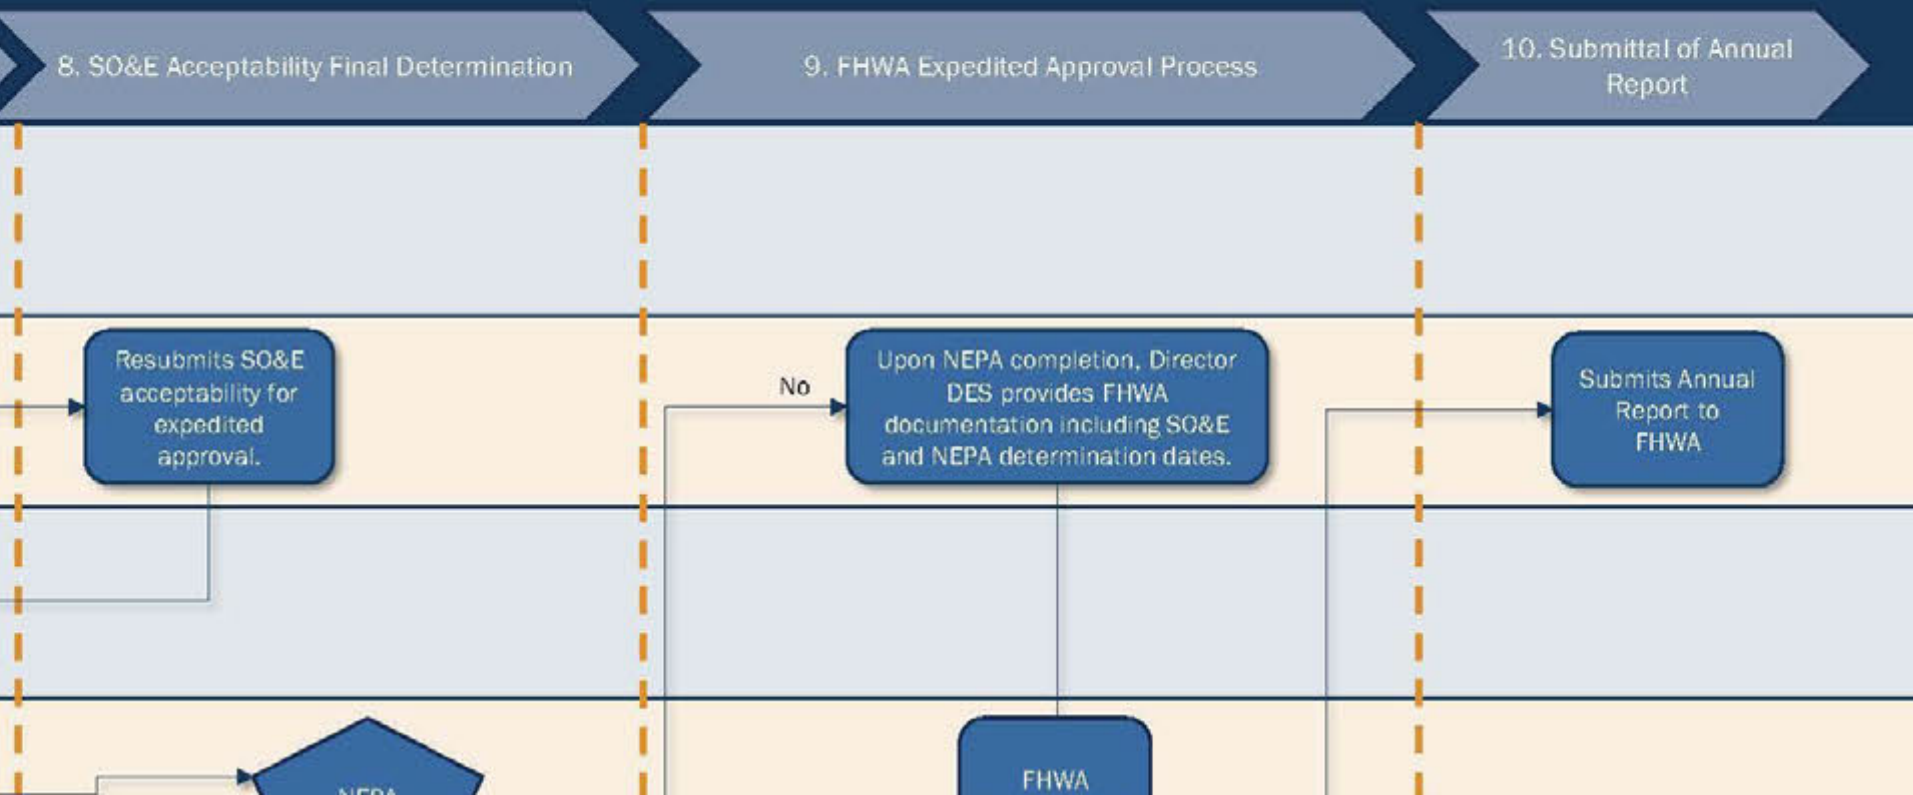 8. SO&E Acceptability Final Determination
9. FHWA Expedited Approval Process
10. Submittal of Annual
Report
Resubmits SO&E
acceptability for
expedited
approval.
No
Upon NEPA completion, Director
DES provides FHWA
documentation including SO&E
and NEPA determination dates.
Submits Annual
Report to
FHWA
NEPA
FHWA